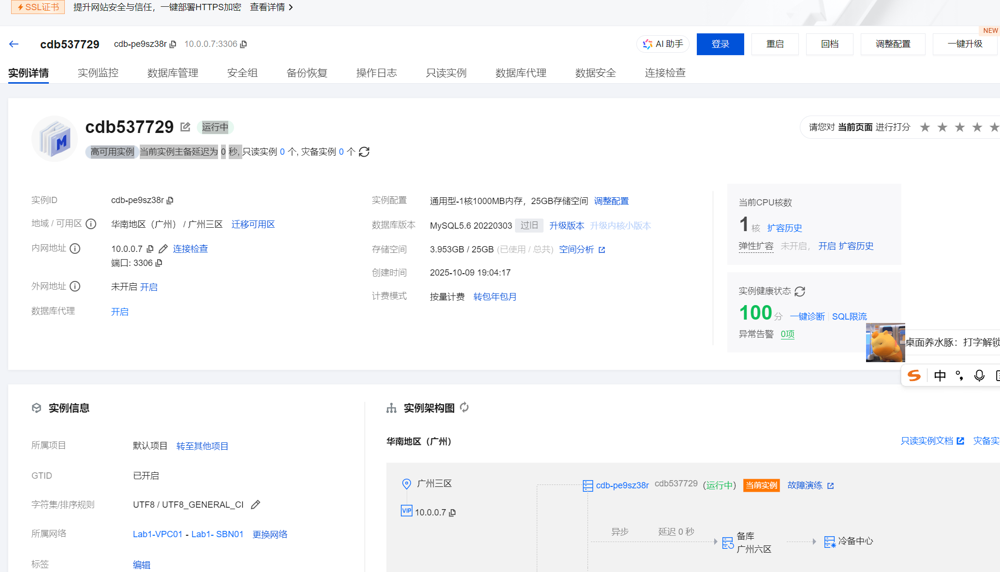 SSL证书 提升网站安全与信任，一键部署HTTPS加密 查看详情
NEW
cdb537729 cdb-pe9sz38r 10.0.0.7:3306 AI 助手 登录 重启 回档 调整配置 一键升级
实例详情 实例监控 数据库管理 安全组 备份恢复 操作日志 只读实例 数据库代理 数据安全 连接检查
cdb537729 运行中 请您对 当前页面 进行打分
高可用实例 当前实例主备延迟为 0 秒, 只读实例 0 个, 灾备实例 0 个
实例ID cdb-pe9sz38r
地域 / 可用区 华南地区（广州） / 广州三区 迁移可用区
内网地址 10.0.0.7 连接检查
端口: 3306
外网地址 未开启 开启
数据库代理 开启
实例配置 通用型-1核1000MB内存，25GB存储空间 调整配置
数据库版本 MySQL5.6 20220303 过旧 升级版本 升级内核小版本
存储空间 3.953GB / 25GB (已使用 / 总共) 空间分析
创建时间 2025-10-09 19:04:17
计费模式 按量计费 转包年包月
当前CPU核数
1 核 扩容历史
弹性扩容 未开启， 开启 扩容历史
实例健康状态
100 分 一键诊断 SQL限流
异常告警 0项
桌面养水豚：打字解锁
中
实例信息
所属项目 默认项目 转至其他项目
GTID 已开启
字符集/排序规则 UTF8 / UTF8_GENERAL_CI
所属网络 Lab1-VPC01 - Lab1- SBN01 更换网络
标签 编辑
实例架构图
华南地区（广州） 只读实例文档 灾备实
广州三区
VIP 10.0.0.7
cdb-pe9sz38r cdb537729 （运行中） 当前实例 故障演练
异步 延迟 0 秒
备库
广州六区
冷备中心